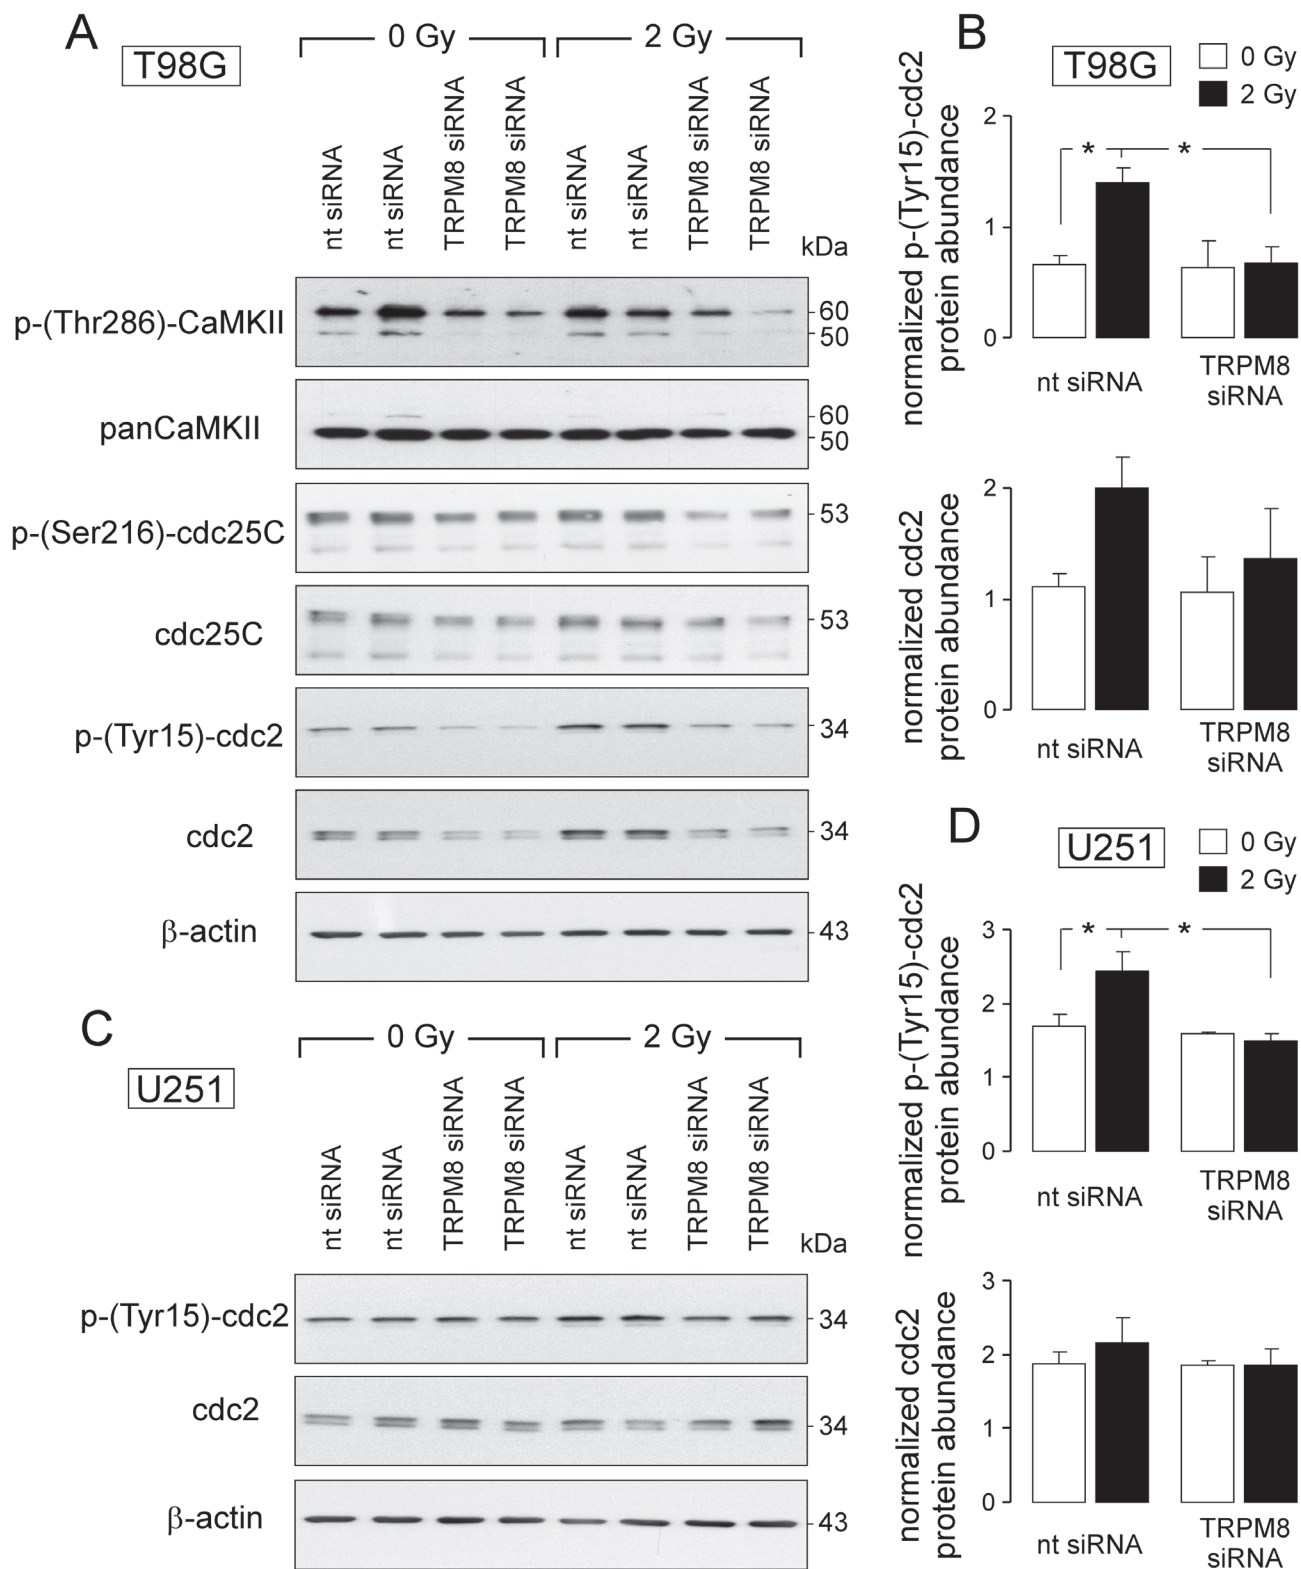 A
T98G
0 Gy
2 Gy
nt siRNA
nt siRNA
TRPM8 siRNA
TRPM8 siRNA
nt siRNA
nt siRNA
TRPM8 siRNA
TRPM8 siRNA
kDa
p-(Thr286)-CaMKII
60
50
panCaMKII
60
50
p-(Ser216)-cdc25C
53
cdc25C
53
p-(Tyr15)-cdc2
34
cdc2
34
β-actin
43
B
T98G
0 Gy
2 Gy
normalized p-(Tyr15)-cdc2
protein abundance
2
1
0
* *
nt siRNA
TRPM8
siRNA
normalized cdc2
protein abundance
2
1
0
nt siRNA
TRPM8
siRNA
C
U251
0 Gy
2 Gy
nt siRNA
nt siRNA
TRPM8 siRNA
TRPM8 siRNA
nt siRNA
nt siRNA
TRPM8 siRNA
TRPM8 siRNA
kDa
p-(Tyr15)-cdc2
34
cdc2
34
β-actin
43
D
U251
0 Gy
2 Gy
normalized p-(Tyr15)-cdc2
protein abundance
3
2
1
0
* *
nt siRNA
TRPM8
siRNA
normalized cdc2
protein abundance
3
2
1
0
nt siRNA
TRPM8
siRNA